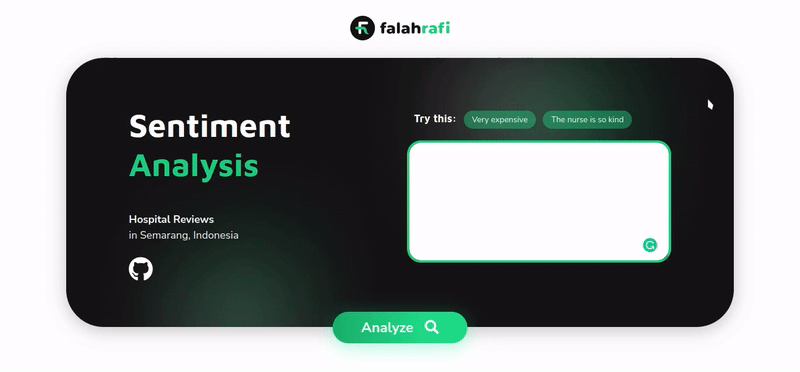 falahrafi
Sentiment
Analysis
Hospital Reviews
in Semarang, Indonesia
Try this:
Very expensive
The nurse is so kind
Analyze